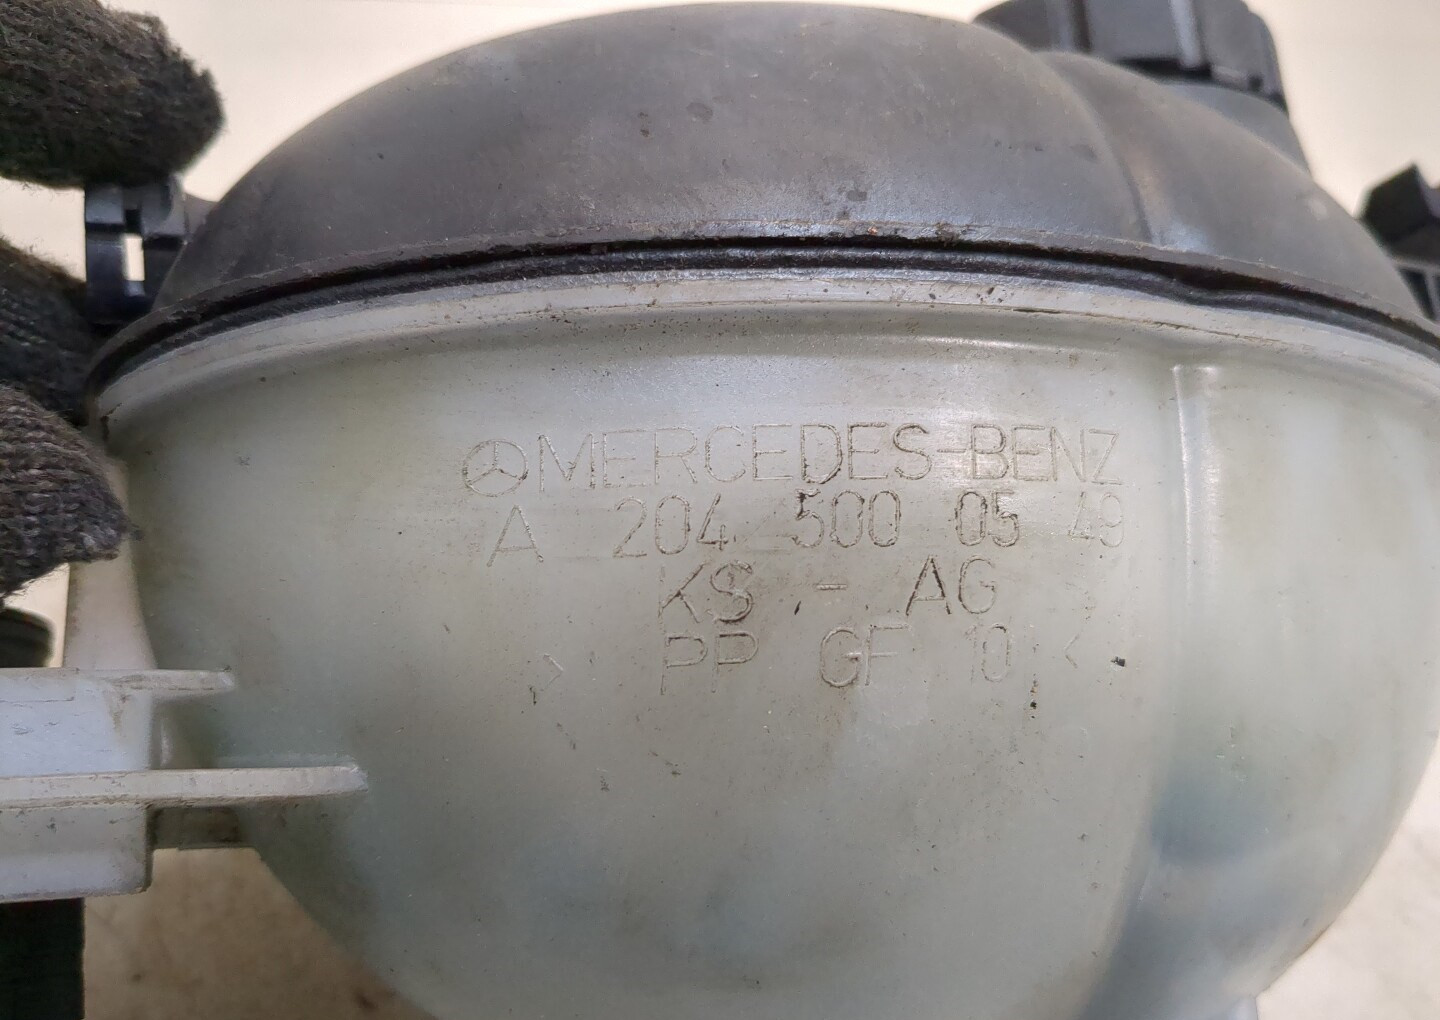 MERCEDES-BENZ
A 204 500 05 49
KS - AG
> PP GF 10 <